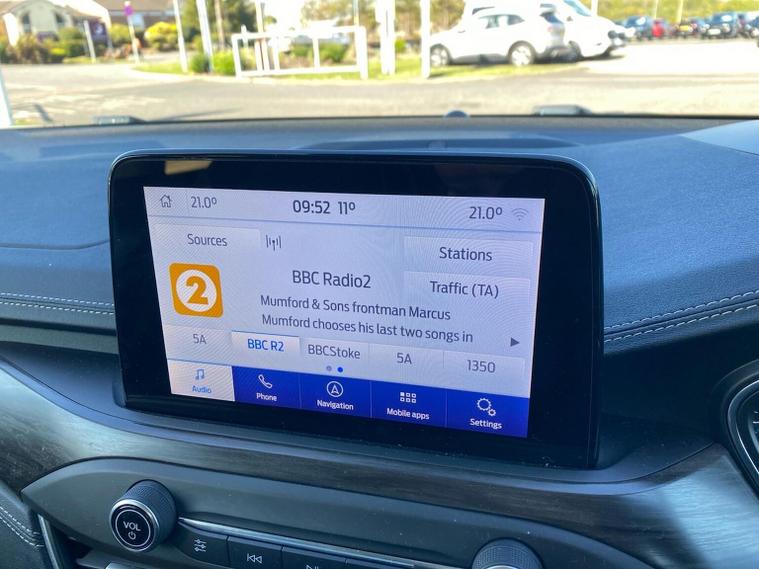 21.0°
09:52 11°
21.0°
Sources
Stations
2
BBC Radio2
Traffic (TA)
Mumford & Sons frontman Marcus
Mumford chooses his last two songs in
5A
BBC R2
BBCStoke
5A
1350
Audio
Phone
Navigation
Mobile apps
Settings
VOL